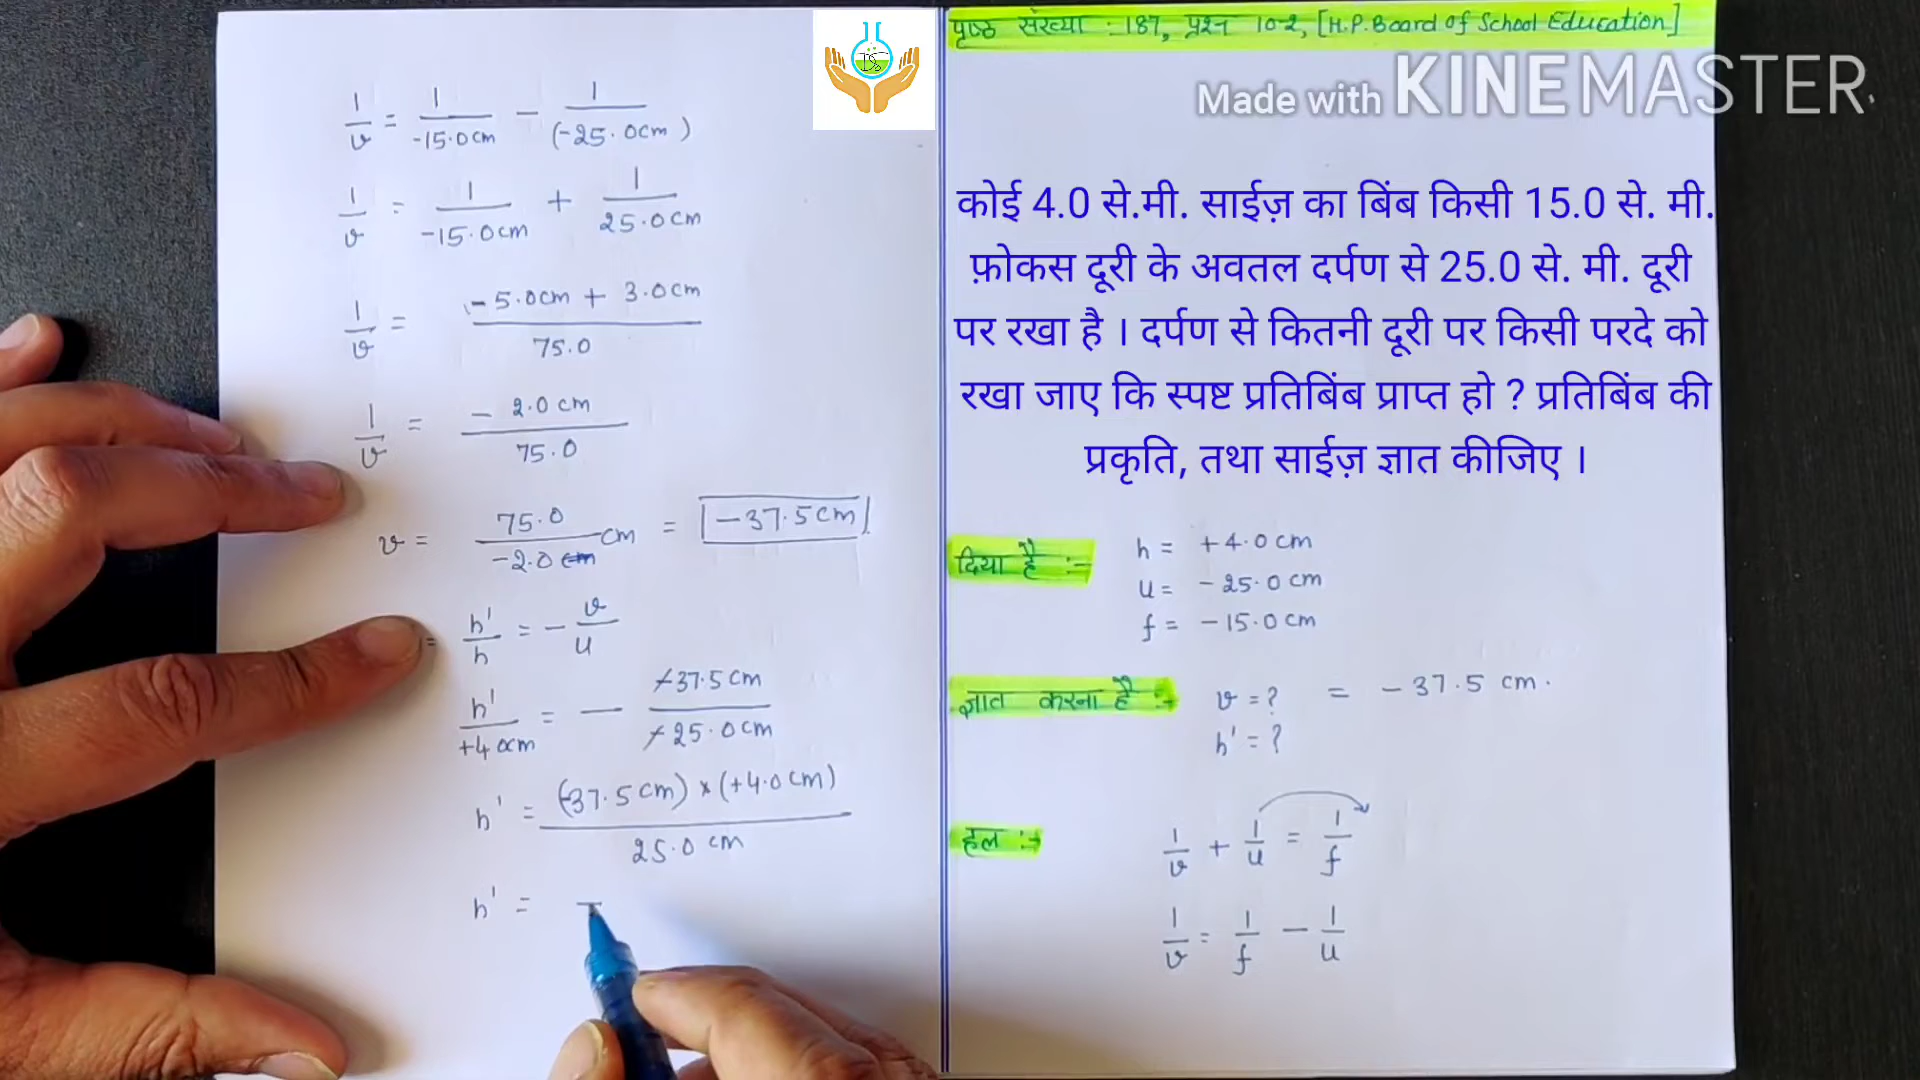 1/v = 1/-15.0cm - 1/(-25.0cm)
1/v = 1/-15.0cm + 1/25.0cm
1/v = -5.0cm + 3.0cm/75.0
1/v = -2.0cm/75.0
v = 75.0/-2.0 cm cm = -37.5cm
= h'/h = -v/u
h'/+4.0cm = - -37.5cm/-25.0cm
h' = (-37.5cm) × (+4.0cm)/25.0 cm
h' = -
पृष्ठ संख्या :- 187, प्रश्न 10.2, [H.P. Board of School Education]
Made with KINEMASTER
कोई 4.0 से.मी. साईज़ का बिंब किसी 15.0 से. मी.
फ़ोकस दूरी के अवतल दर्पण से 25.0 से. मी. दूरी
पर रखा है । दर्पण से कितनी दूरी पर किसी परदे को
रखा जाए कि स्पष्ट प्रतिबिंब प्राप्त हो ? प्रतिबिंब की
प्रकृति, तथा साईज़ ज्ञात कीजिए ।
दिया है :- h = +4.0 cm
u = -25.0 cm
f = -15.0 cm
ज्ञात करना है :- v = ? = -37.5 cm.
h' = ?
हल :- 1/v + 1/u = 1/f
1/v = 1/f - 1/u